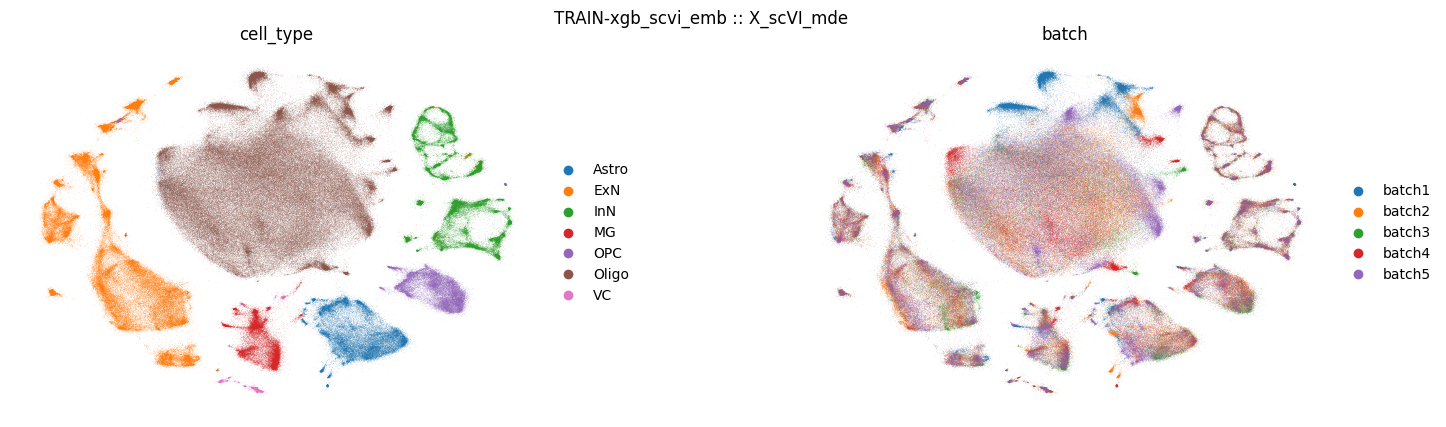 TRAIN-xgb_scvi_emb :: X_scVI_mde
cell_type
Astro
ExN
InN
MG
OPC
Oligo
VC
batch
batch1
batch2
batch3
batch4
batch5